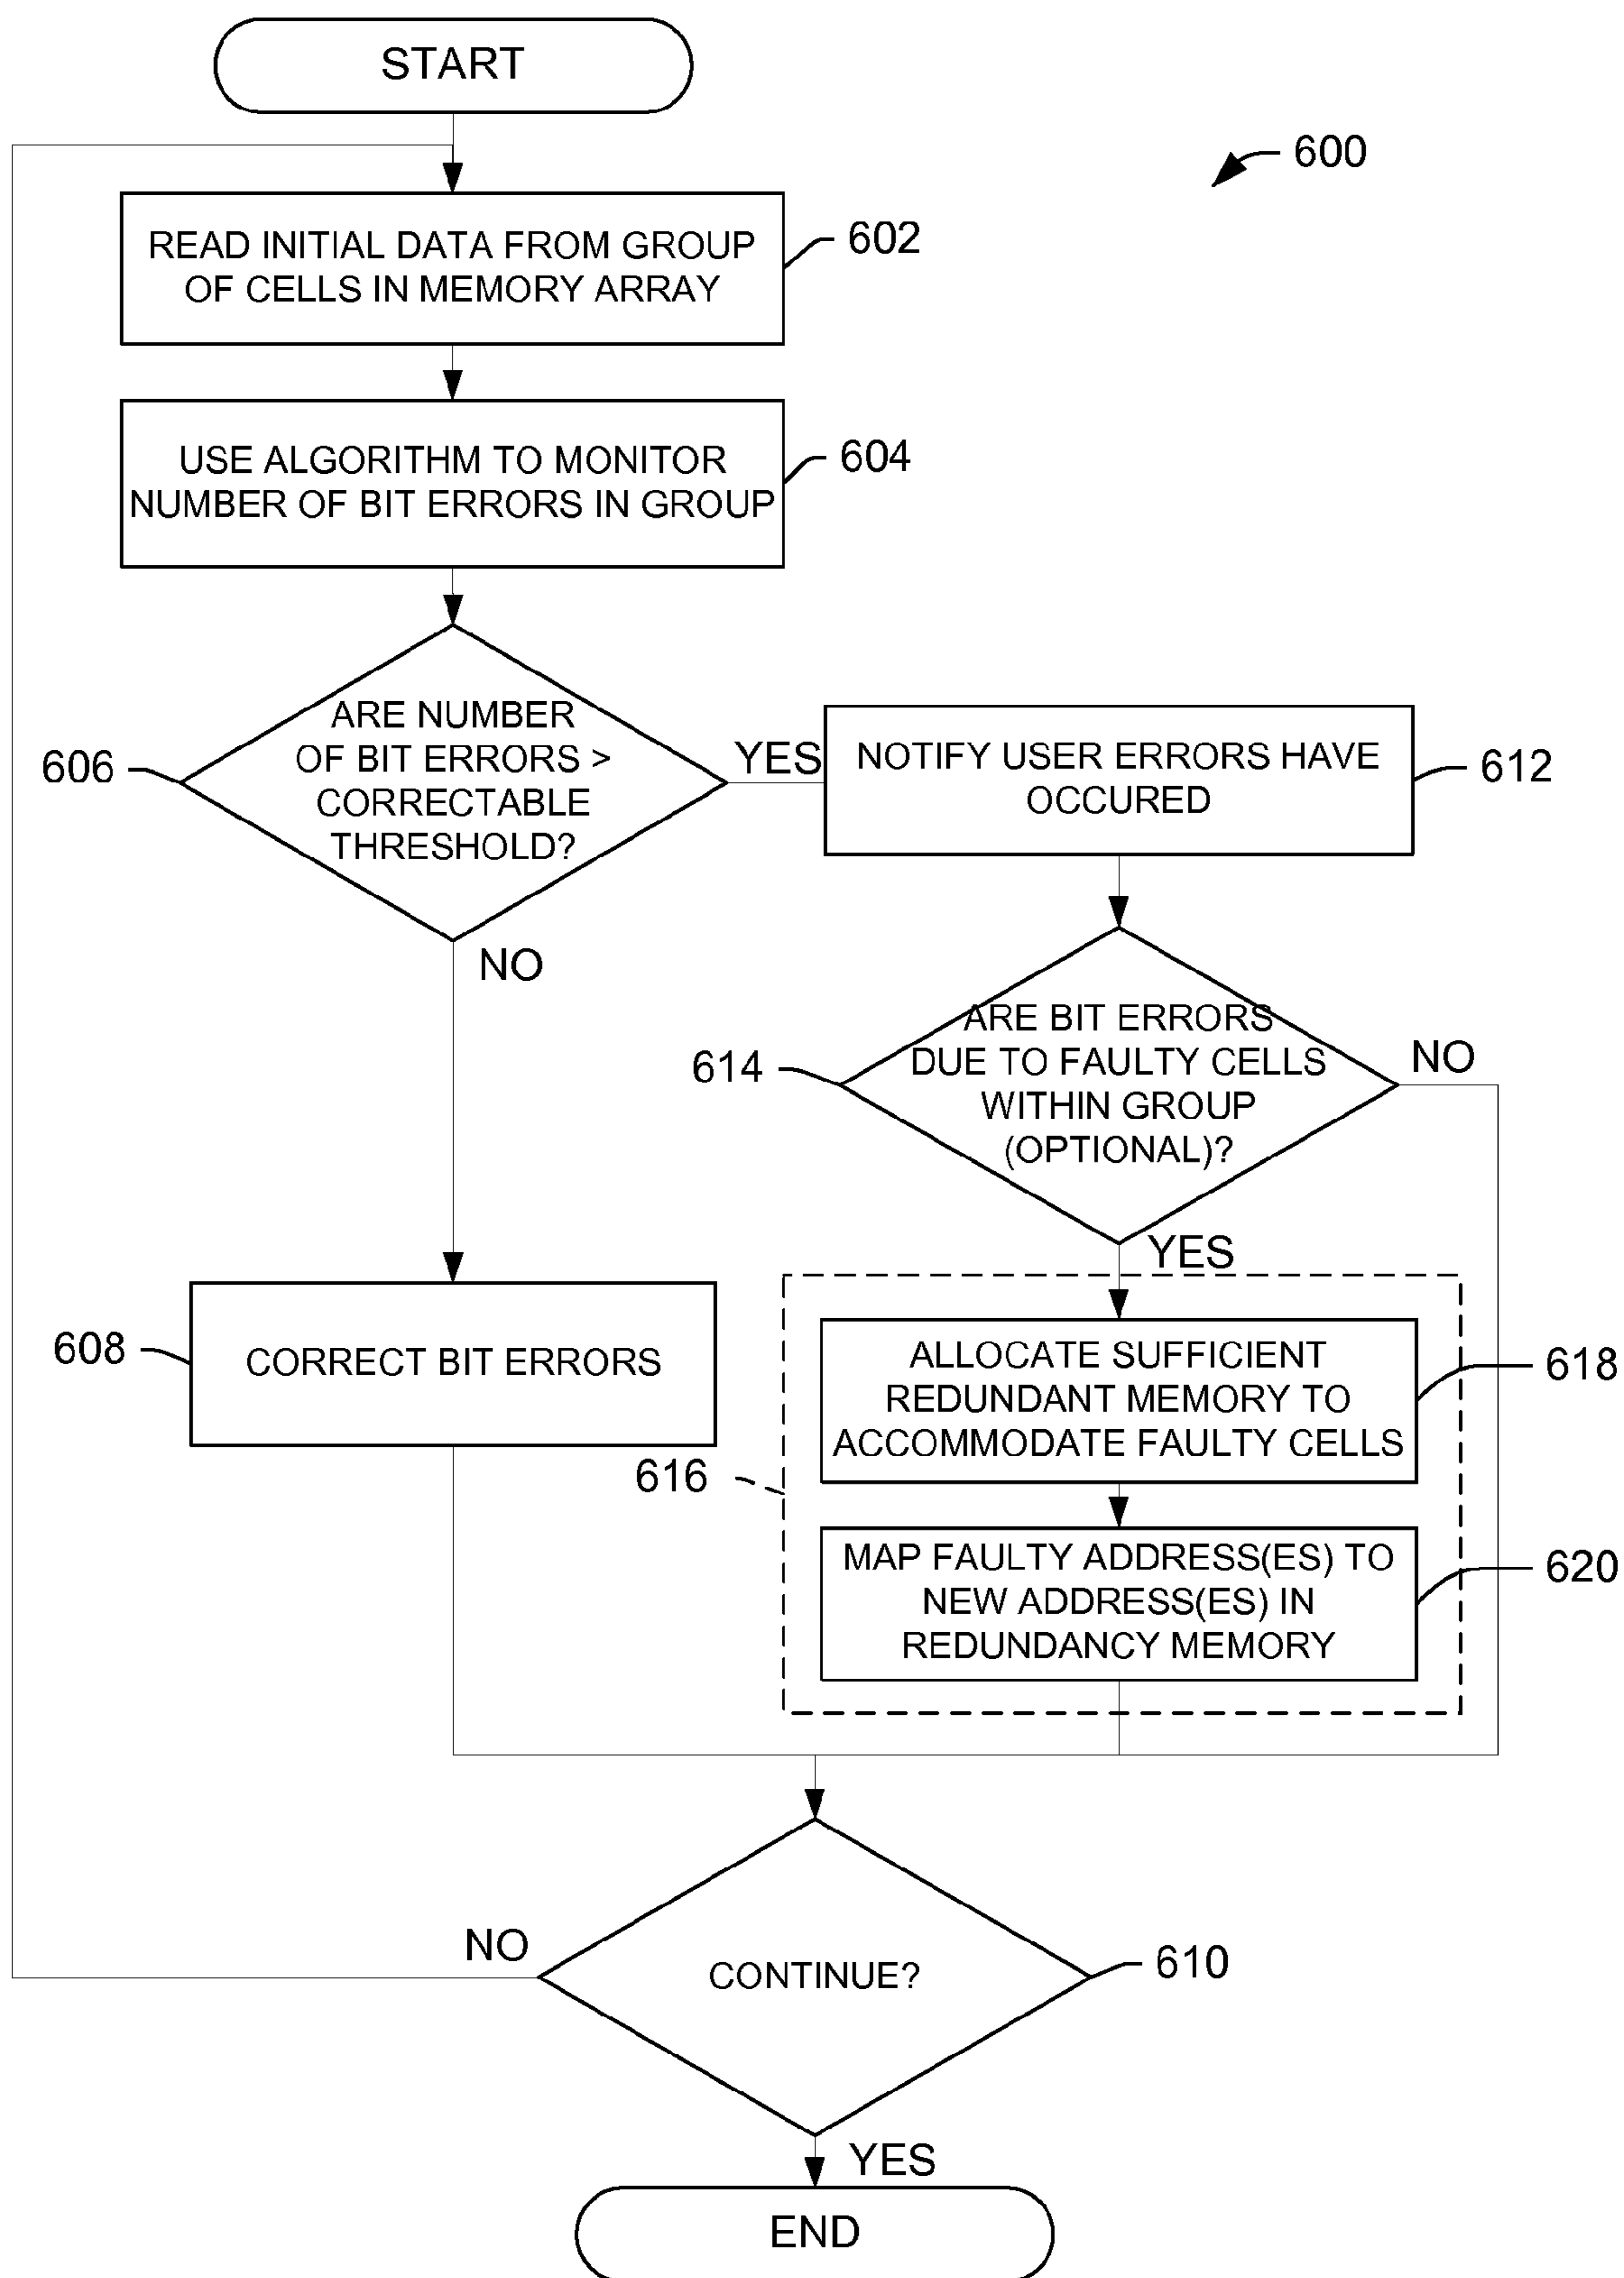 START
600
READ INITIAL DATA FROM GROUP
OF CELLS IN MEMORY ARRAY
602
USE ALGORITHM TO MONITOR
NUMBER OF BIT ERRORS IN GROUP
604
ARE NUMBER
OF BIT ERRORS >
CORRECTABLE
THRESHOLD?
606
YES
NO
NOTIFY USER ERRORS HAVE
OCCURED
612
ARE BIT ERRORS
DUE TO FAULTY CELLS
WITHIN GROUP
(OPTIONAL)?
614
NO
YES
CORRECT BIT ERRORS
608
616
ALLOCATE SUFFICIENT
REDUNDANT MEMORY TO
ACCOMMODATE FAULTY CELLS
618
MAP FAULTY ADDRESS(ES) TO
NEW ADDRESS(ES) IN
REDUNDANCY MEMORY
620
NO
CONTINUE?
610
YES
END